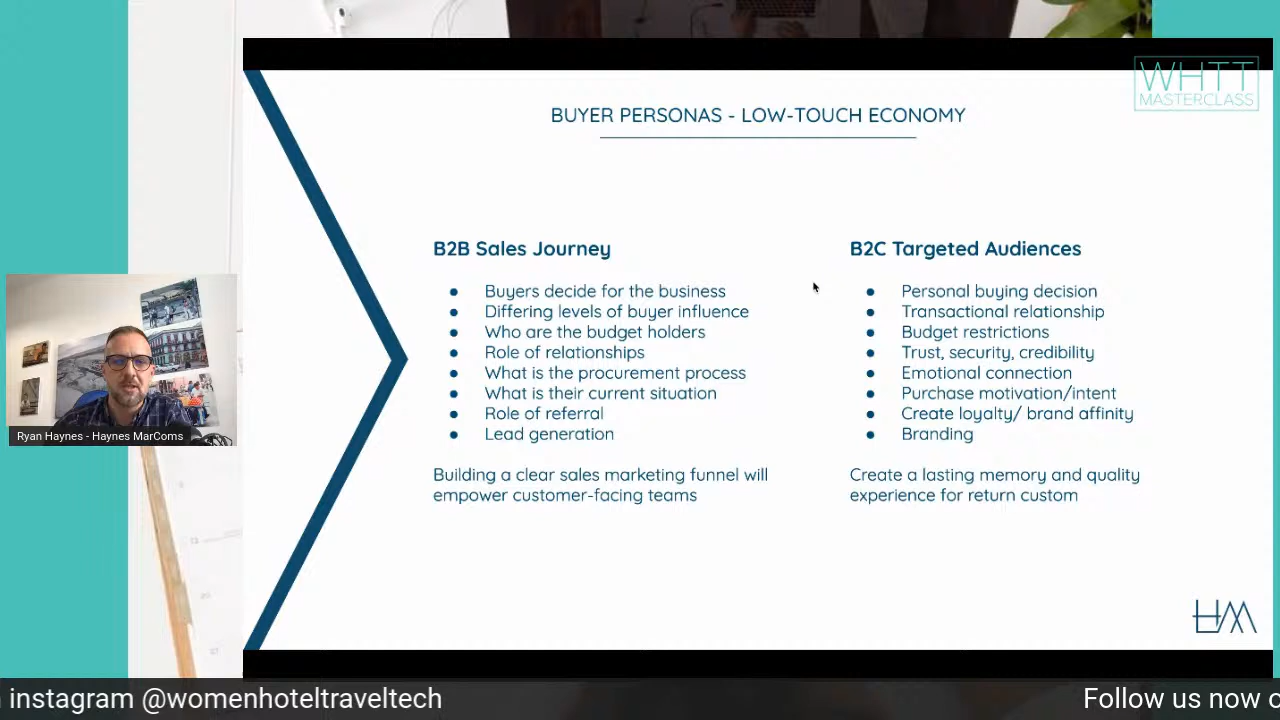 WHTT
MASTERCLASS
BUYER PERSONAS - LOW-TOUCH ECONOMY
B2B Sales Journey
● Buyers decide for the business
● Differing levels of buyer influence
● Who are the budget holders
● Role of relationships
● What is the procurement process
● What is their current situation
● Role of referral
● Lead generation
Building a clear sales marketing funnel will
empower customer-facing teams
B2C Targeted Audiences
● Personal buying decision
● Transactional relationship
● Budget restrictions
● Trust, security, credibility
● Emotional connection
● Purchase motivation/intent
● Create loyalty/ brand affinity
● Branding
Create a lasting memory and quality
experience for return custom
Ryan Haynes - Haynes MarComs
HM
instagram @womenhoteltraveltech
Follow us now